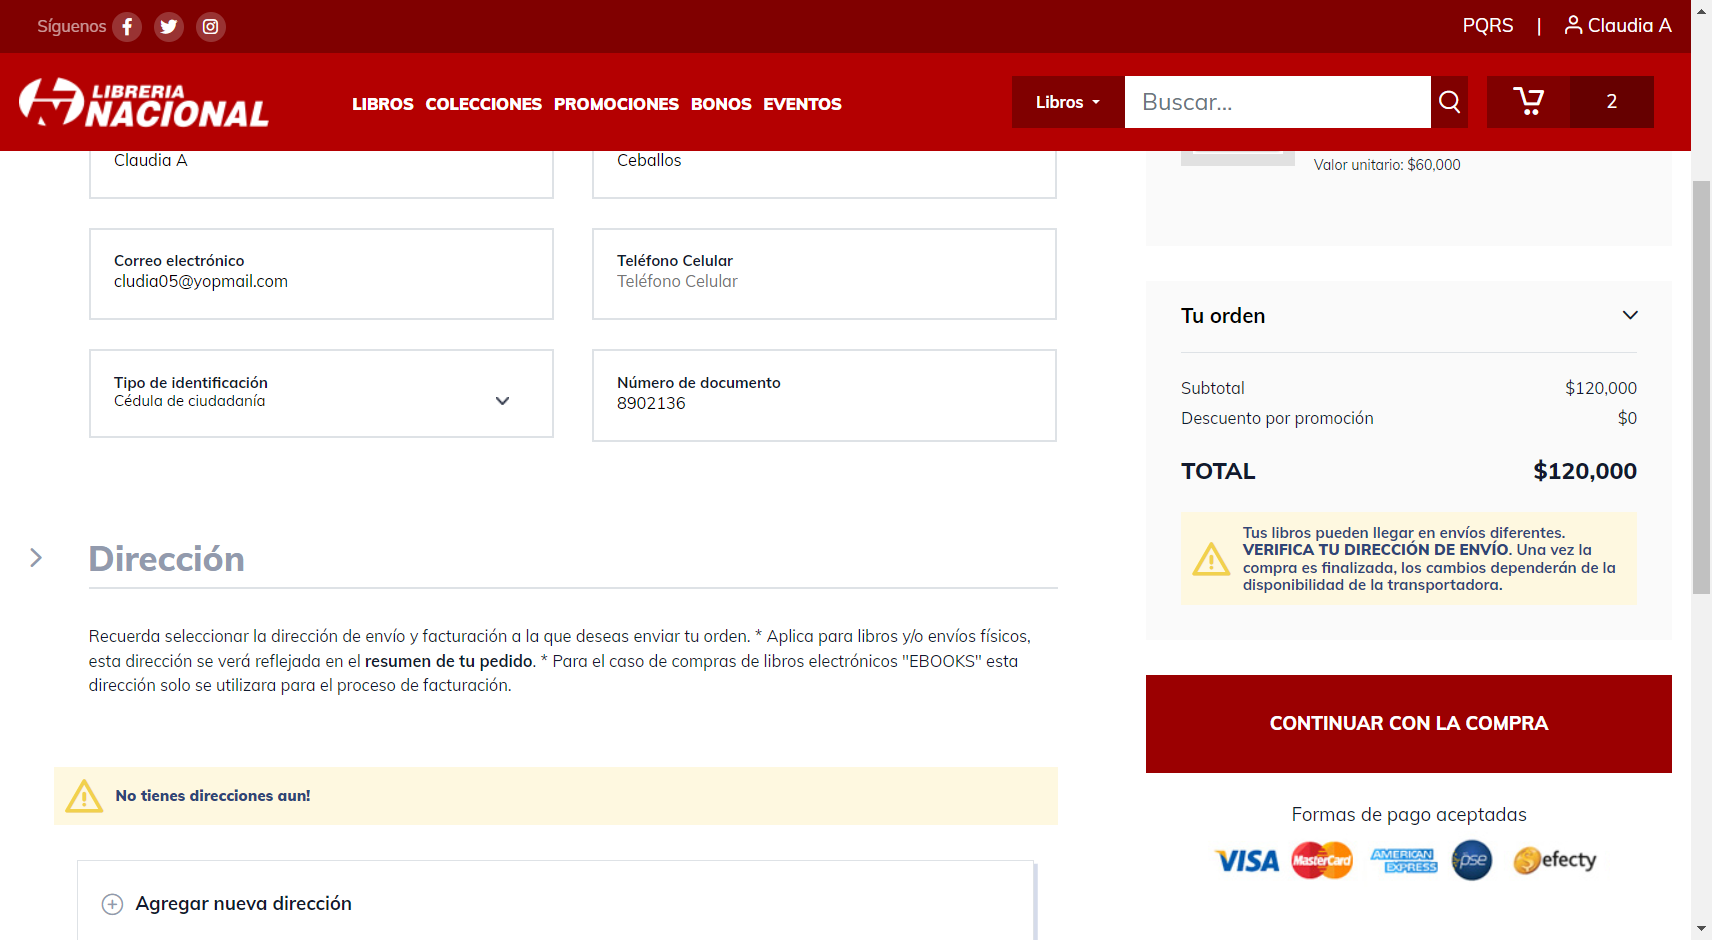 Síguenos
PQRS | Claudia A
LIBRERIA
NACIONAL
LIBROS COLECCIONES PROMOCIONES BONOS EVENTOS
Libros
Buscar...
2
Claudia A
Ceballos
Correo electrónico
cludia05@yopmail.com
Teléfono Celular
Teléfono Celular
Tipo de identificación
Cédula de ciudadanía
Número de documento
8902136
Dirección
Recuerda seleccionar la dirección de envío y facturación a la que deseas enviar tu orden. * Aplica para libros y/o envíos físicos,
esta dirección se verá reflejada en el resumen de tu pedido. * Para el caso de compras de libros electrónicos "EBOOKS" esta
dirección solo se utilizara para el proceso de facturación.
No tienes direcciones aun!
Agregar nueva dirección
Valor unitario: $60,000
Tu orden
Subtotal $120,000
Descuento por promoción $0
TOTAL $120,000
Tus libros pueden llegar en envíos diferentes.
VERIFICA TU DIRECCIÓN DE ENVÍO. Una vez la
compra es finalizada, los cambios dependerán de la
disponibilidad de la transportadora.
CONTINUAR CON LA COMPRA
Formas de pago aceptadas
VISA MasterCard AMERICAN EXPRESS pse efecty